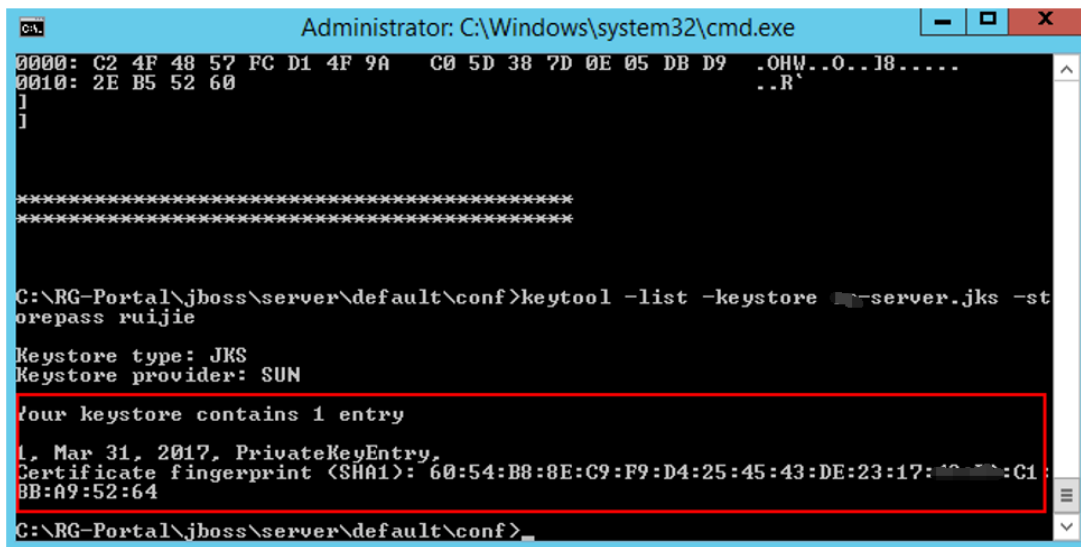 Administrator: C:\Windows\system32\cmd.exe
0000: C2 4F 48 57 FC D1 4F 9A C0 5D 38 7D 0E 05 DB D9 .OHW..O..]8.....
0010: 2E B5 52 60 ..R`
]
]
*******************************************
*******************************************
C:\RG-Portal\jboss\server\default\conf>keytool -list -keystore -server.jks -st
orepass ruijie
Keystore type: JKS
Keystore provider: SUN
Your keystore contains 1 entry
1, Mar 31, 2017, PrivateKeyEntry,
Certificate fingerprint (SHA1): 60:54:B8:8E:C9:F9:D4:25:45:43:DE:23:17: :C1:
8B:A9:52:64
C:\RG-Portal\jboss\server\default\conf>_